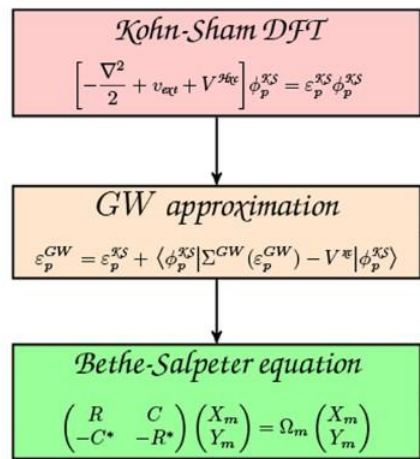 Kohn-Sham DFT
[-∇²/2 + v_ext + V^Hxc] φ_p^KS = ε_p^KS φ_p^KS
GW approximation
ε_p^GW = ε_p^KS + ⟨φ_p^KS|Σ^GW(ε_p^GW) − V^xc|φ_p^KS⟩
Bethe-Salpeter equation
( R C ) ( X_m ) = Ω_m ( X_m )
( −C* −R* ) ( Y_m ) ( Y_m )